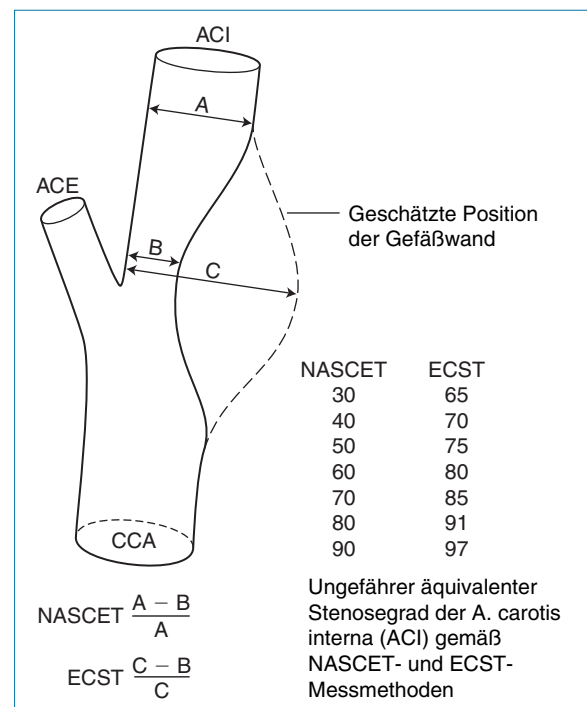 ACI
A
ACE
Geschätzte Position
der Gefäßwand
B
C
NASCET ECST
30 65
40 70
50 75
60 80
70 85
80 91
90 97
CCA
NASCET A − B
A
ECST C − B
C
Ungefährer äquivalenter
Stenosegrad der A. carotis
interna (ACI) gemäß
NASCET- und ECST-
Messmethoden